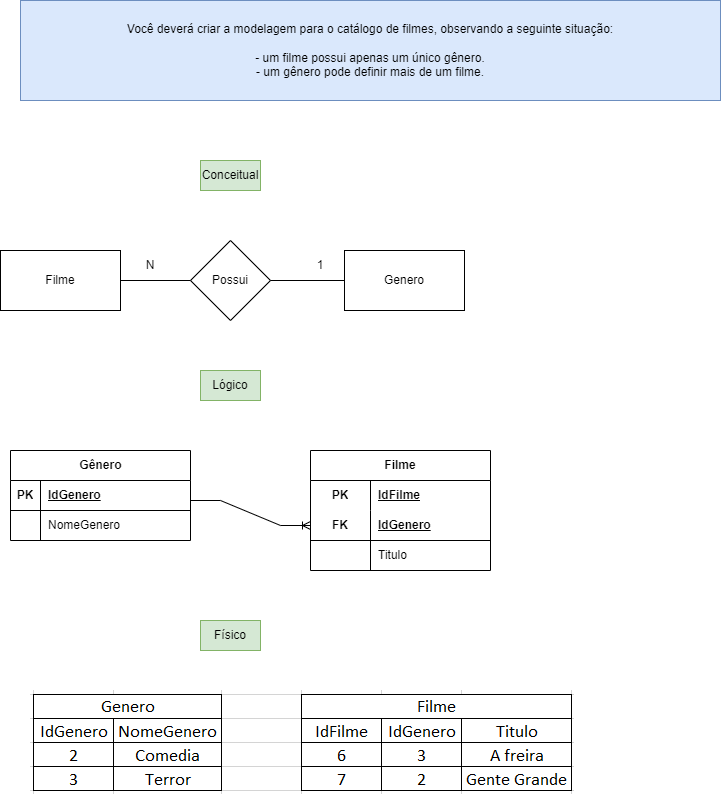 Você deverá criar a modelagem para o catálogo de filmes, observando a seguinte situação:
- um filme possui apenas um único gênero.
- um gênero pode definir mais de um filme.
Conceitual
Filme
N
Possui
1
Genero
Lógico
Gênero
PK IdGenero
NomeGenero
Filme
PK IdFilme
FK IdGenero
Titulo
Físico
Genero
IdGenero NomeGenero
2 Comedia
3 Terror
Filme
IdFilme IdGenero Titulo
6 3 A freira
7 2 Gente Grande